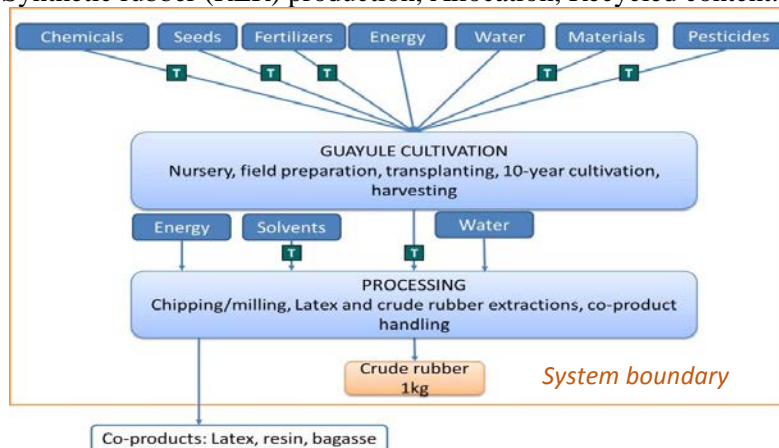 Synthetic rubber (RER) production, Allocation, Recycled content.
Chemicals Seeds Fertilizers Energy Water Materials Pesticides
T T T T T
GUAYULE CULTIVATION
Nursery, field preparation, transplanting, 10-year cultivation,
harvesting
Energy Solvents Water
T T
PROCESSING
Chipping/milling, Latex and crude rubber extractions, co-product
handling
Crude rubber
1kg
System boundary
Co-products: Latex, resin, bagasse